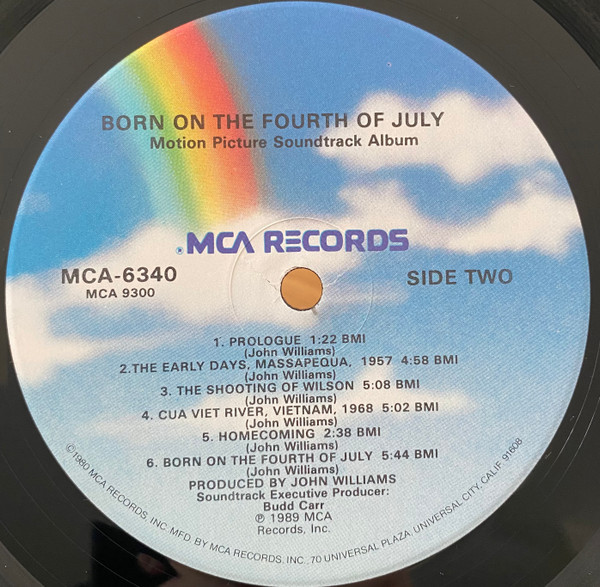 BORN ON THE FOURTH OF JULY
Motion Picture Soundtrack Album
®MCA RECORDS
MCA-6340
MCA 9300
SIDE TWO
1. PROLOGUE 1:22 BMI
(John Williams)
2.THE EARLY DAYS, MASSAPEQUA, 1957 4:58 BMI
(John Williams)
3. THE SHOOTING OF WILSON 5:08 BMI
(John Williams)
4. CUA VIET RIVER, VIETNAM, 1968 5:02 BMI
(John Williams)
5. HOMECOMING 2:38 BMI
(John Williams)
6. BORN ON THE FOURTH OF JULY 5:44 BMI
(John Williams)
PRODUCED BY JOHN WILLIAMS
Soundtrack Executive Producer:
Budd Carr
℗ 1989 MCA
Records, Inc.
©1980 MCA RECORDS, INC. MFD. BY MCA RECORDS, INC., 70 UNIVERSAL PLAZA, UNIVERSAL CITY, CALIF. 91608